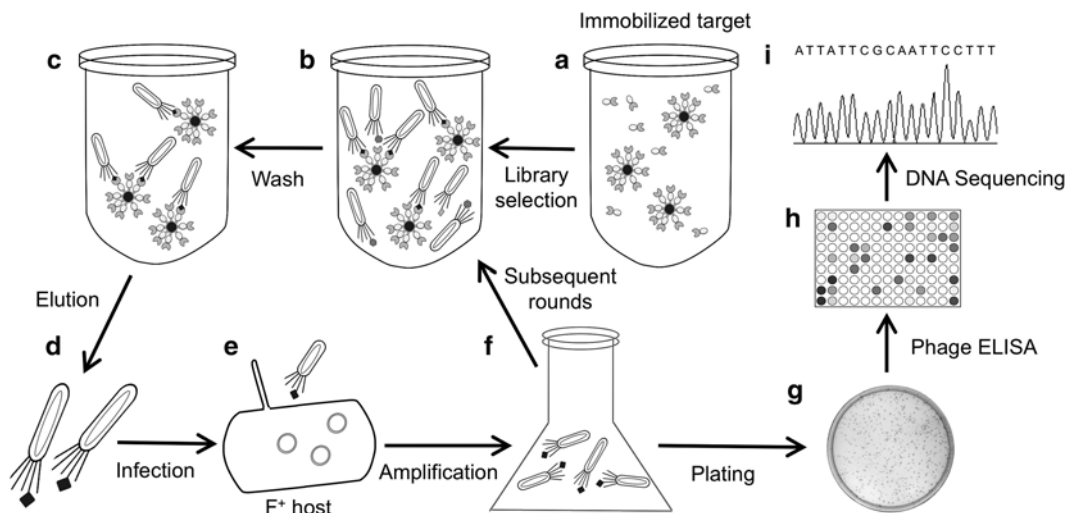 Immobilized target
c
b
a
i
ATTATTCGCAATTCCTTT
Wash
Library
selection
DNA Sequencing
h
Elution
Subsequent
rounds
d
e
f
Phage ELISA
g
Infection
Amplification
Plating
F+ host